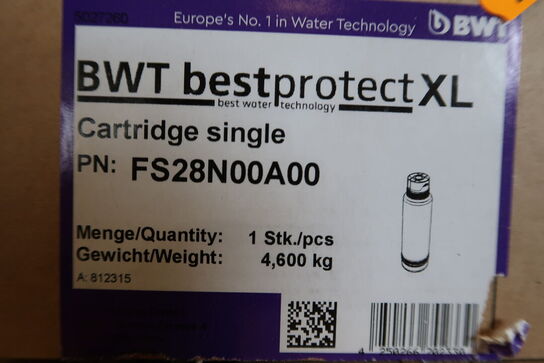 5027260
Europe's No. 1 in Water Technology
BWT
BWT bestprotect XL
best water technology
Cartridge single
PN: FS28N00A00
Menge/Quantity: 1 Stk./pcs
Gewicht/Weight: 4,600 kg
A: 812315